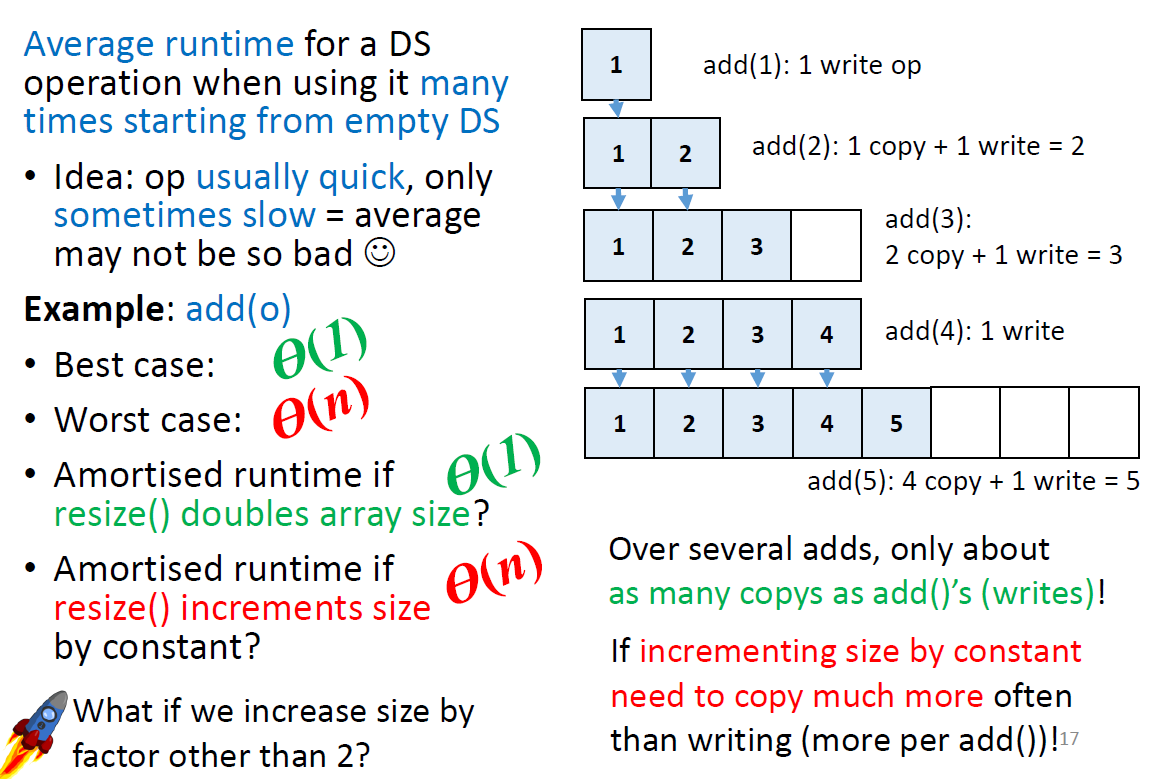 Average runtime for a DS
operation when using it many
times starting from empty DS
• Idea: op usually quick, only
sometimes slow = average
may not be so bad ☺
Example: add(o)
• Best case: Θ(1)
• Worst case: Θ(n)
• Amortised runtime if
resize() doubles array size? Θ(1)
• Amortised runtime if
resize() increments size
by constant? Θ(n)
What if we increase size by
factor other than 2?
1
add(1): 1 write op
1 2
add(2): 1 copy + 1 write = 2
1 2 3
add(3):
2 copy + 1 write = 3
1 2 3 4
add(4): 1 write
1 2 3 4 5
add(5): 4 copy + 1 write = 5
Over several adds, only about
as many copys as add()’s (writes)!
If incrementing size by constant
need to copy much more often
than writing (more per add())!
17